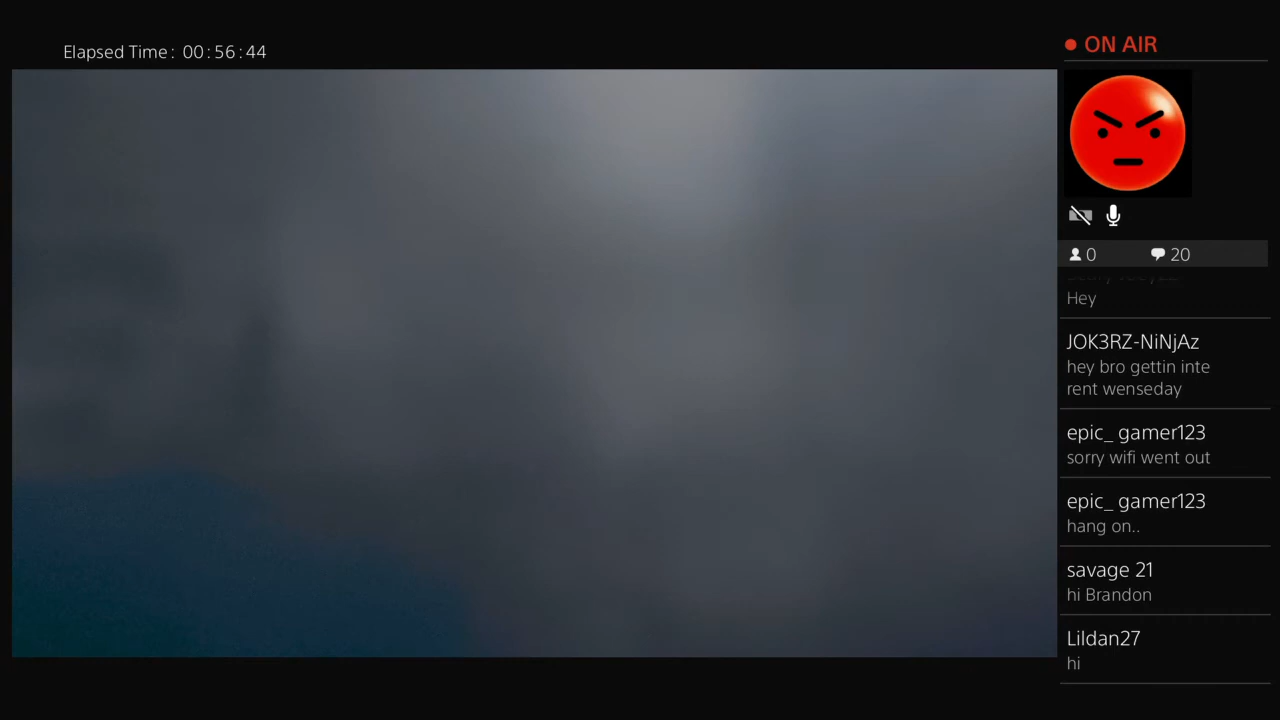 Elapsed Time: 00:56:44
ON AIR
0
20
Hey
JOK3RZ-NiNjAz
hey bro gettin inte
rent wenseday
epic_ gamer123
sorry wifi went out
epic_ gamer123
hang on..
savage 21
hi Brandon
Lildan27
hi